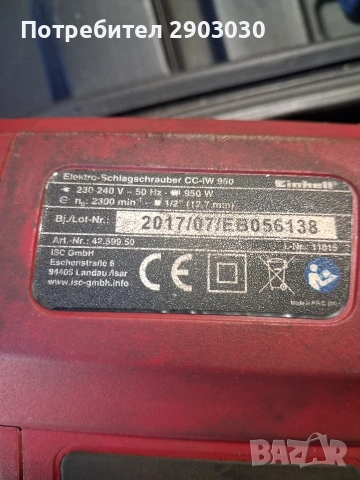 Потребител 2903030
Elektro-Schlagschrauber CC-IW 950 Einhell
230-240 V ~ 50 Hz 950 W
n₀: 2300 min⁻¹ 1/2" (12,7 mm)
Bj./Lot-Nr.: 2017/07/EB056138
Art.-Nr.: 42.599.50 I.-Nr.: 11015
ISC GmbH
Eschenstraße 6
94405 Landau /Isar
www.isc-gmbh.info
CE
Made in P.R.C.
BAZAR